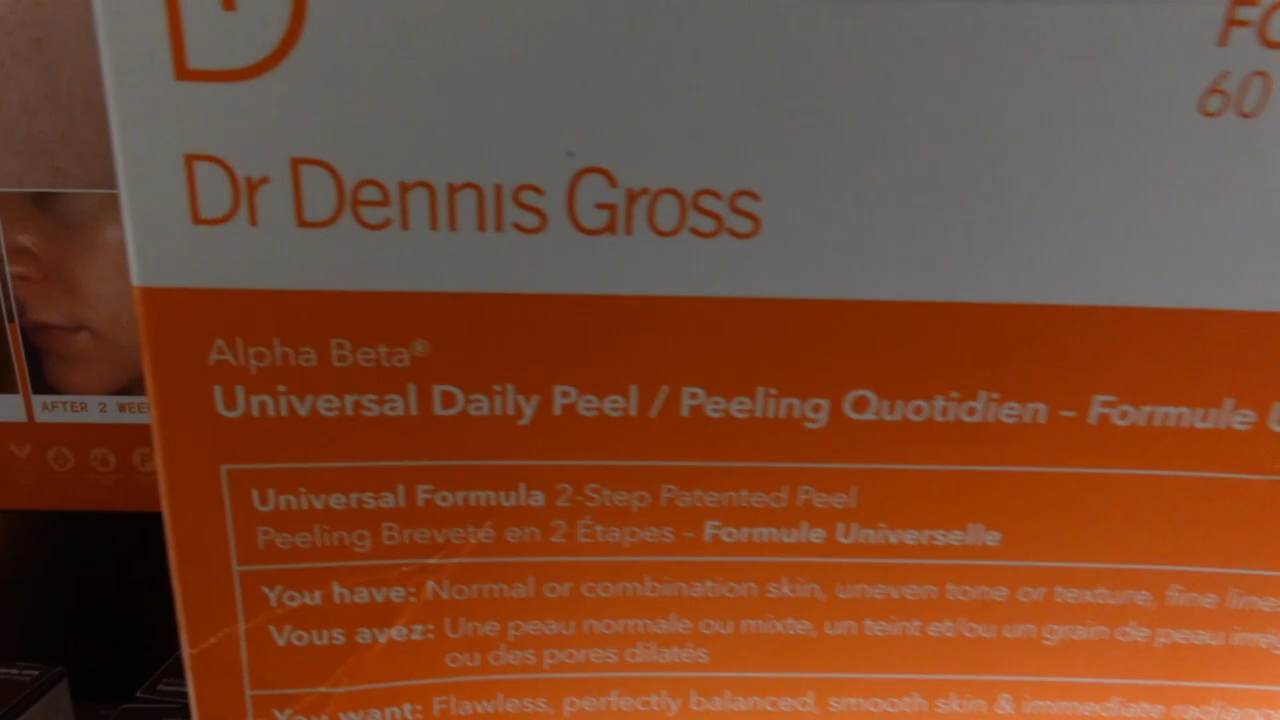 60
Dr Dennis Gross
Alpha Beta®
Universal Daily Peel / Peeling Quotidien - Formule
Universal Formula 2-Step Patented Peel
Peeling Breveté en 2 Étapes - Formule Universelle
You have: Normal or combination skin, uneven tone or texture, fine
Vous avez: Une peau normale ou mixte, un teint et/ou un grain de peau
ou des pores dilatés
You want: Flawless, perfectly balanced, smooth skin & immediate
AFTER 2